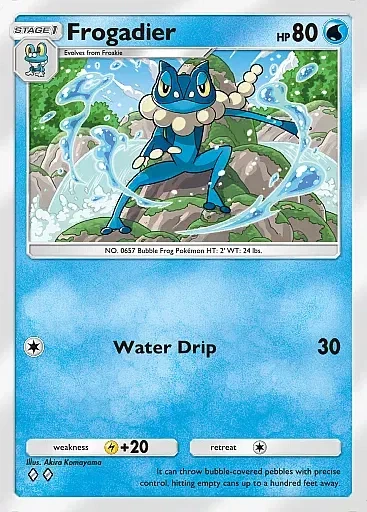 STAGE 1
Frogadier
HP 80
Evolves from Froakie
NO. 0657 Bubble Frog Pokémon HT: 2' WT: 24 lbs.
Water Drip 30
weakness +20 retreat
Illus. Akira Komayama
It can throw bubble-covered pebbles with precise
control, hitting empty cans up to a hundred feet away.